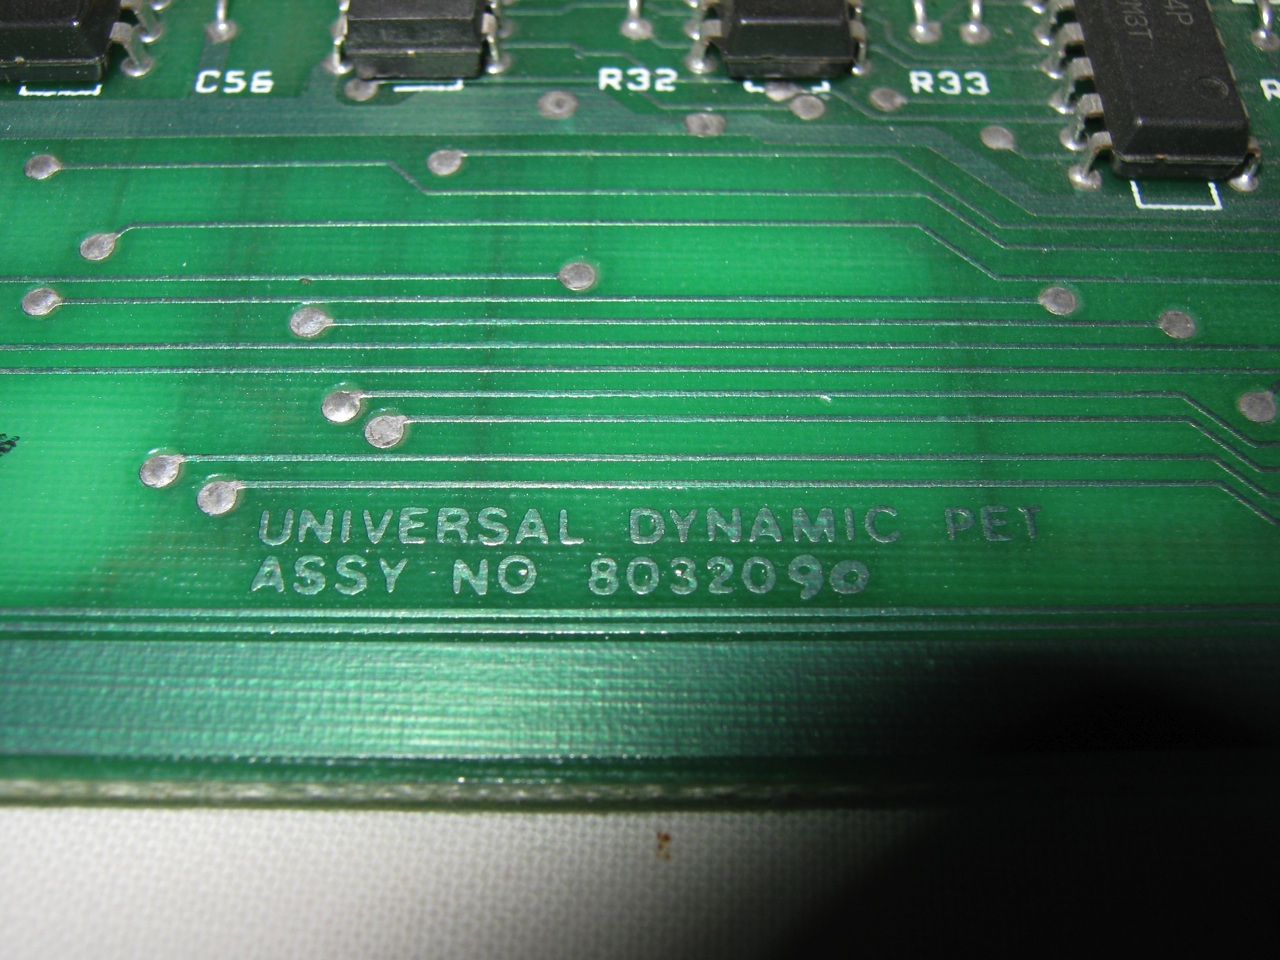 C56 R32 R33
UNIVERSAL DYNAMIC PET
ASSY NO 8032090